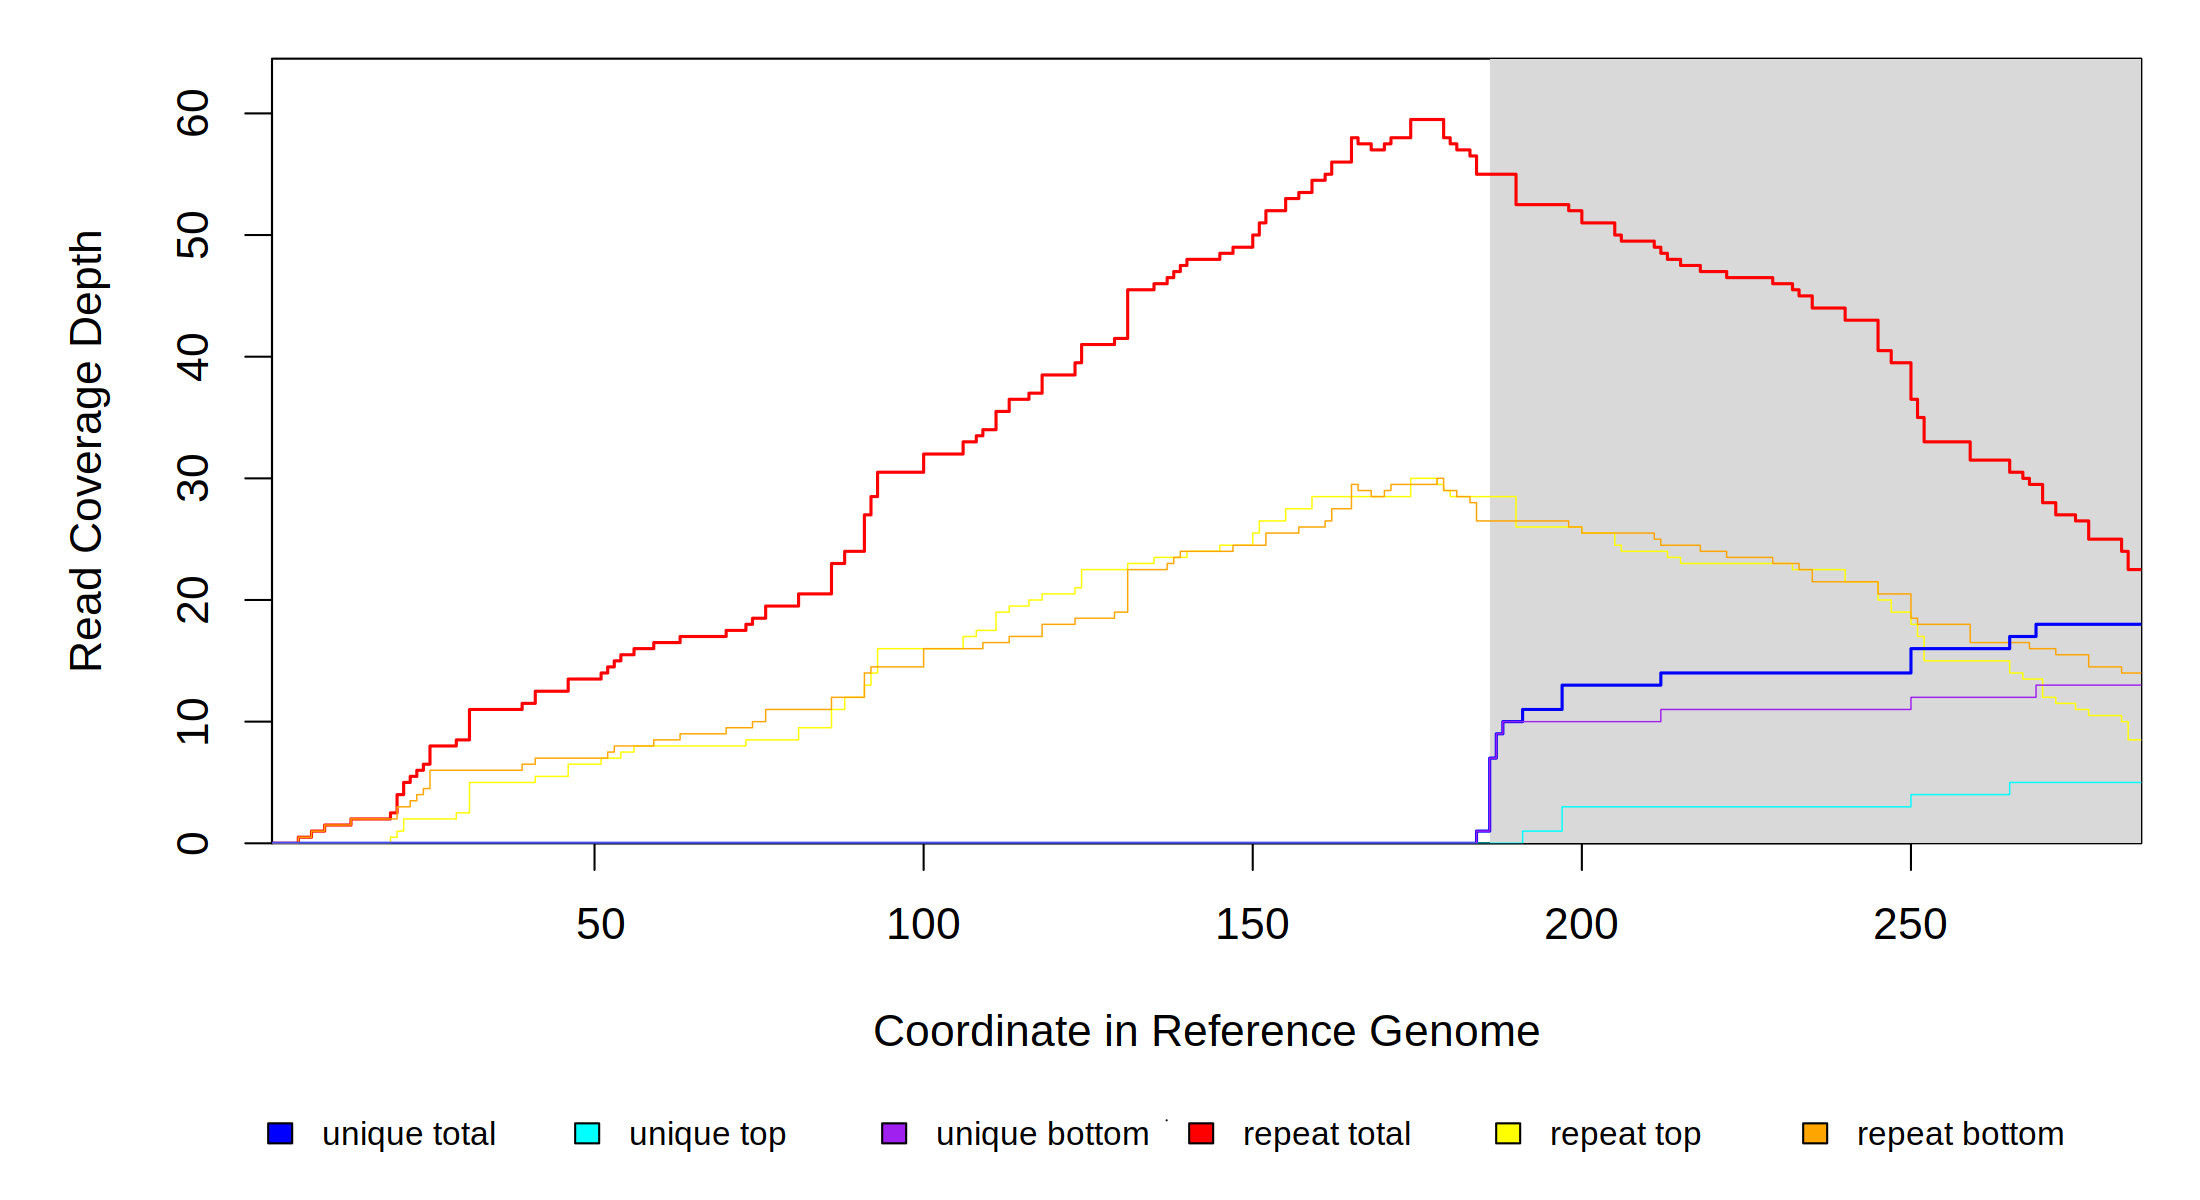 Read Coverage Depth
60
50
40
30
20
10
0
50 100 150 200 250
Coordinate in Reference Genome
unique total unique top unique bottom repeat total repeat top repeat bottom